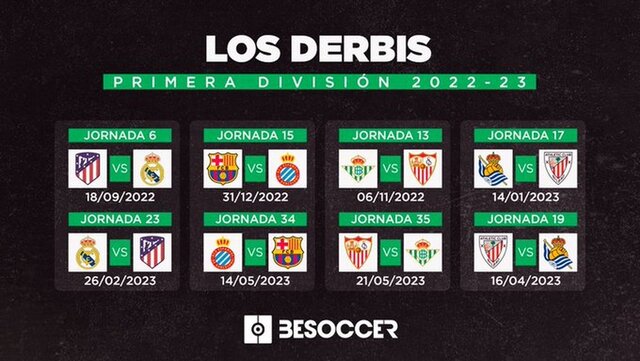 LOS DERBIS
PRIMERA DIVISIÓN 2022-23
JORNADA 6
VS
18/09/2022
JORNADA 23
VS
26/02/2023
JORNADA 15
VS
31/12/2022
JORNADA 34
VS
14/05/2023
JORNADA 13
VS
06/11/2022
JORNADA 35
VS
21/05/2023
JORNADA 17
VS
14/01/2023
JORNADA 19
VS
16/04/2023
BESOCCER